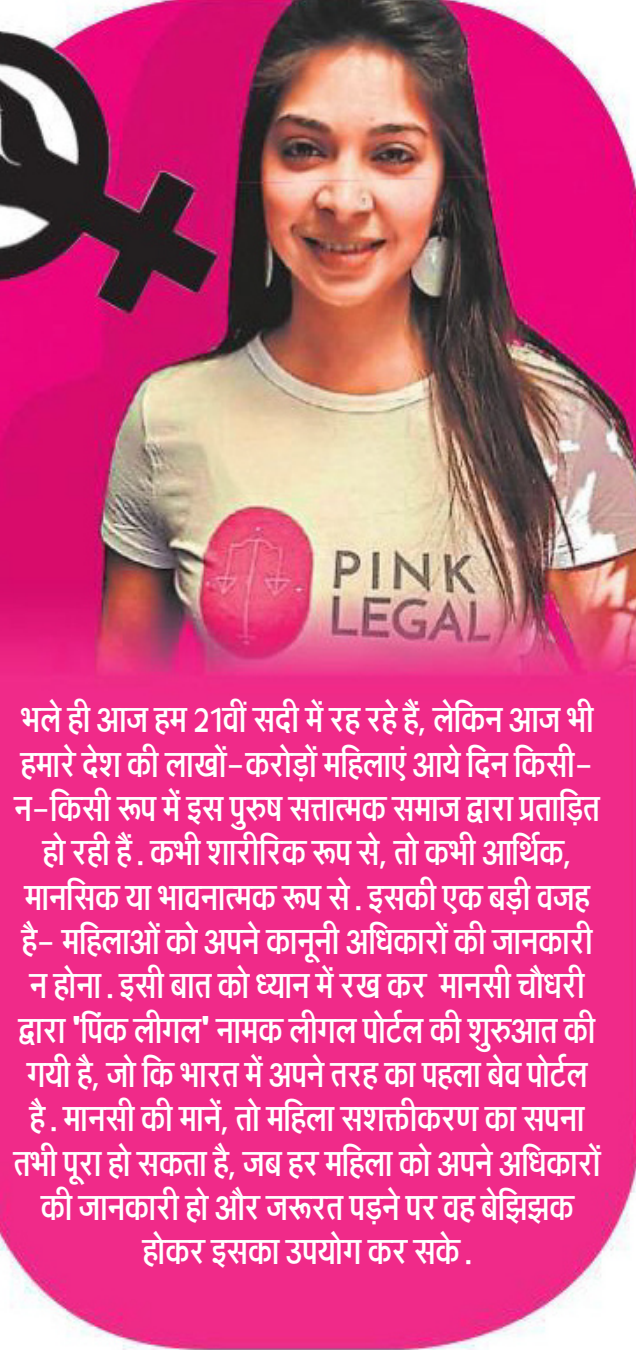 PINK
LEGAL
भले ही आज हम 21वीं सदी में रह रहे हैं, लेकिन आज भी
हमारे देश की लाखों-करोड़ों महिलाएं आये दिन किसी-
न-किसी रूप में इस पुरुष सत्तात्मक समाज द्वारा प्रताड़ित
हो रही हैं. कभी शारीरिक रूप से, तो कभी आर्थिक,
मानसिक या भावनात्मक रूप से. इसकी एक बड़ी वजह
है- महिलाओं को अपने कानूनी अधिकारों की जानकारी
न होना. इसी बात को ध्यान में रख कर मानसी चौधरी
द्वारा 'पिंक लीगल' नामक लीगल पोर्टल की शुरुआत की
गयी है, जो कि भारत में अपने तरह का पहला बेव पोर्टल
है. मानसी की मानें, तो महिला सशक्तीकरण का सपना
तभी पूरा हो सकता है, जब हर महिला को अपने अधिकारों
की जानकारी हो और जरूरत पड़ने पर वह बेझिझक
होकर इसका उपयोग कर सके.